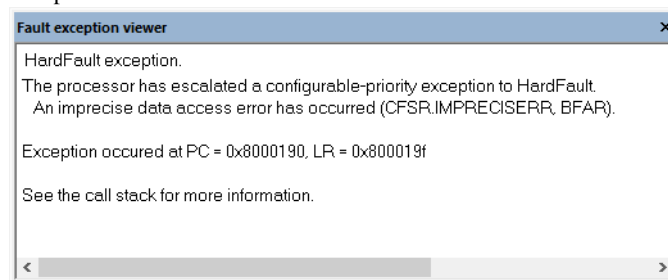 Fault exception viewer
HardFault exception.
The processor has escalated a configurable-priority exception to HardFault.
An imprecise data access error has occurred (CFSR.IMPRECISERR, BFAR).
Exception occured at PC = 0x8000190, LR = 0x800019f
See the call stack for more information.